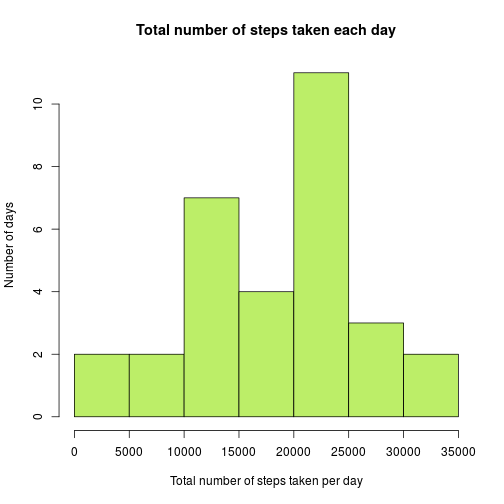 Total number of steps taken each day
Number of days
10
8
6
4
2
0
0 5000 10000 15000 20000 25000 30000 35000
Total number of steps taken per day